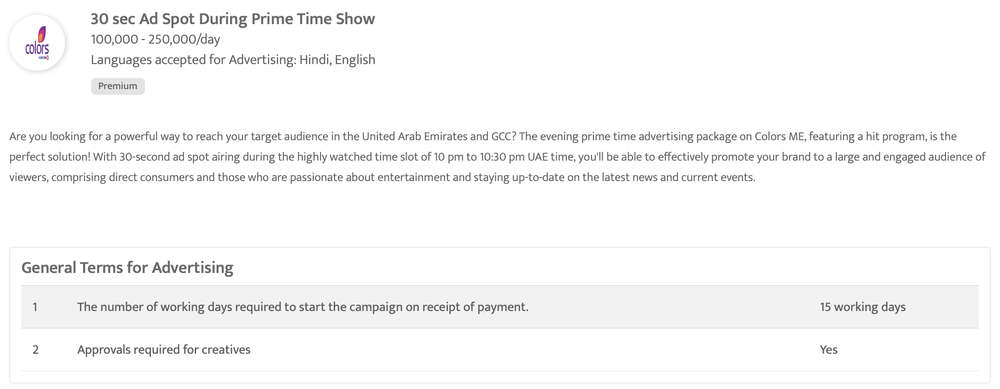 colors
viacom18
30 sec Ad Spot During Prime Time Show
100,000 - 250,000/day
Languages accepted for Advertising: Hindi, English
Premium
Are you looking for a powerful way to reach your target audience in the United Arab Emirates and GCC? The evening prime time advertising package on Colors ME, featuring a hit program, is the
perfect solution! With 30-second ad spot airing during the highly watched time slot of 10 pm to 10:30 pm UAE time, you'll be able to effectively promote your brand to a large and engaged audience of
viewers, comprising direct consumers and those who are passionate about entertainment and staying up-to-date on the latest news and current events.
General Terms for Advertising
1 The number of working days required to start the campaign on receipt of payment. 15 working days
2 Approvals required for creatives Yes